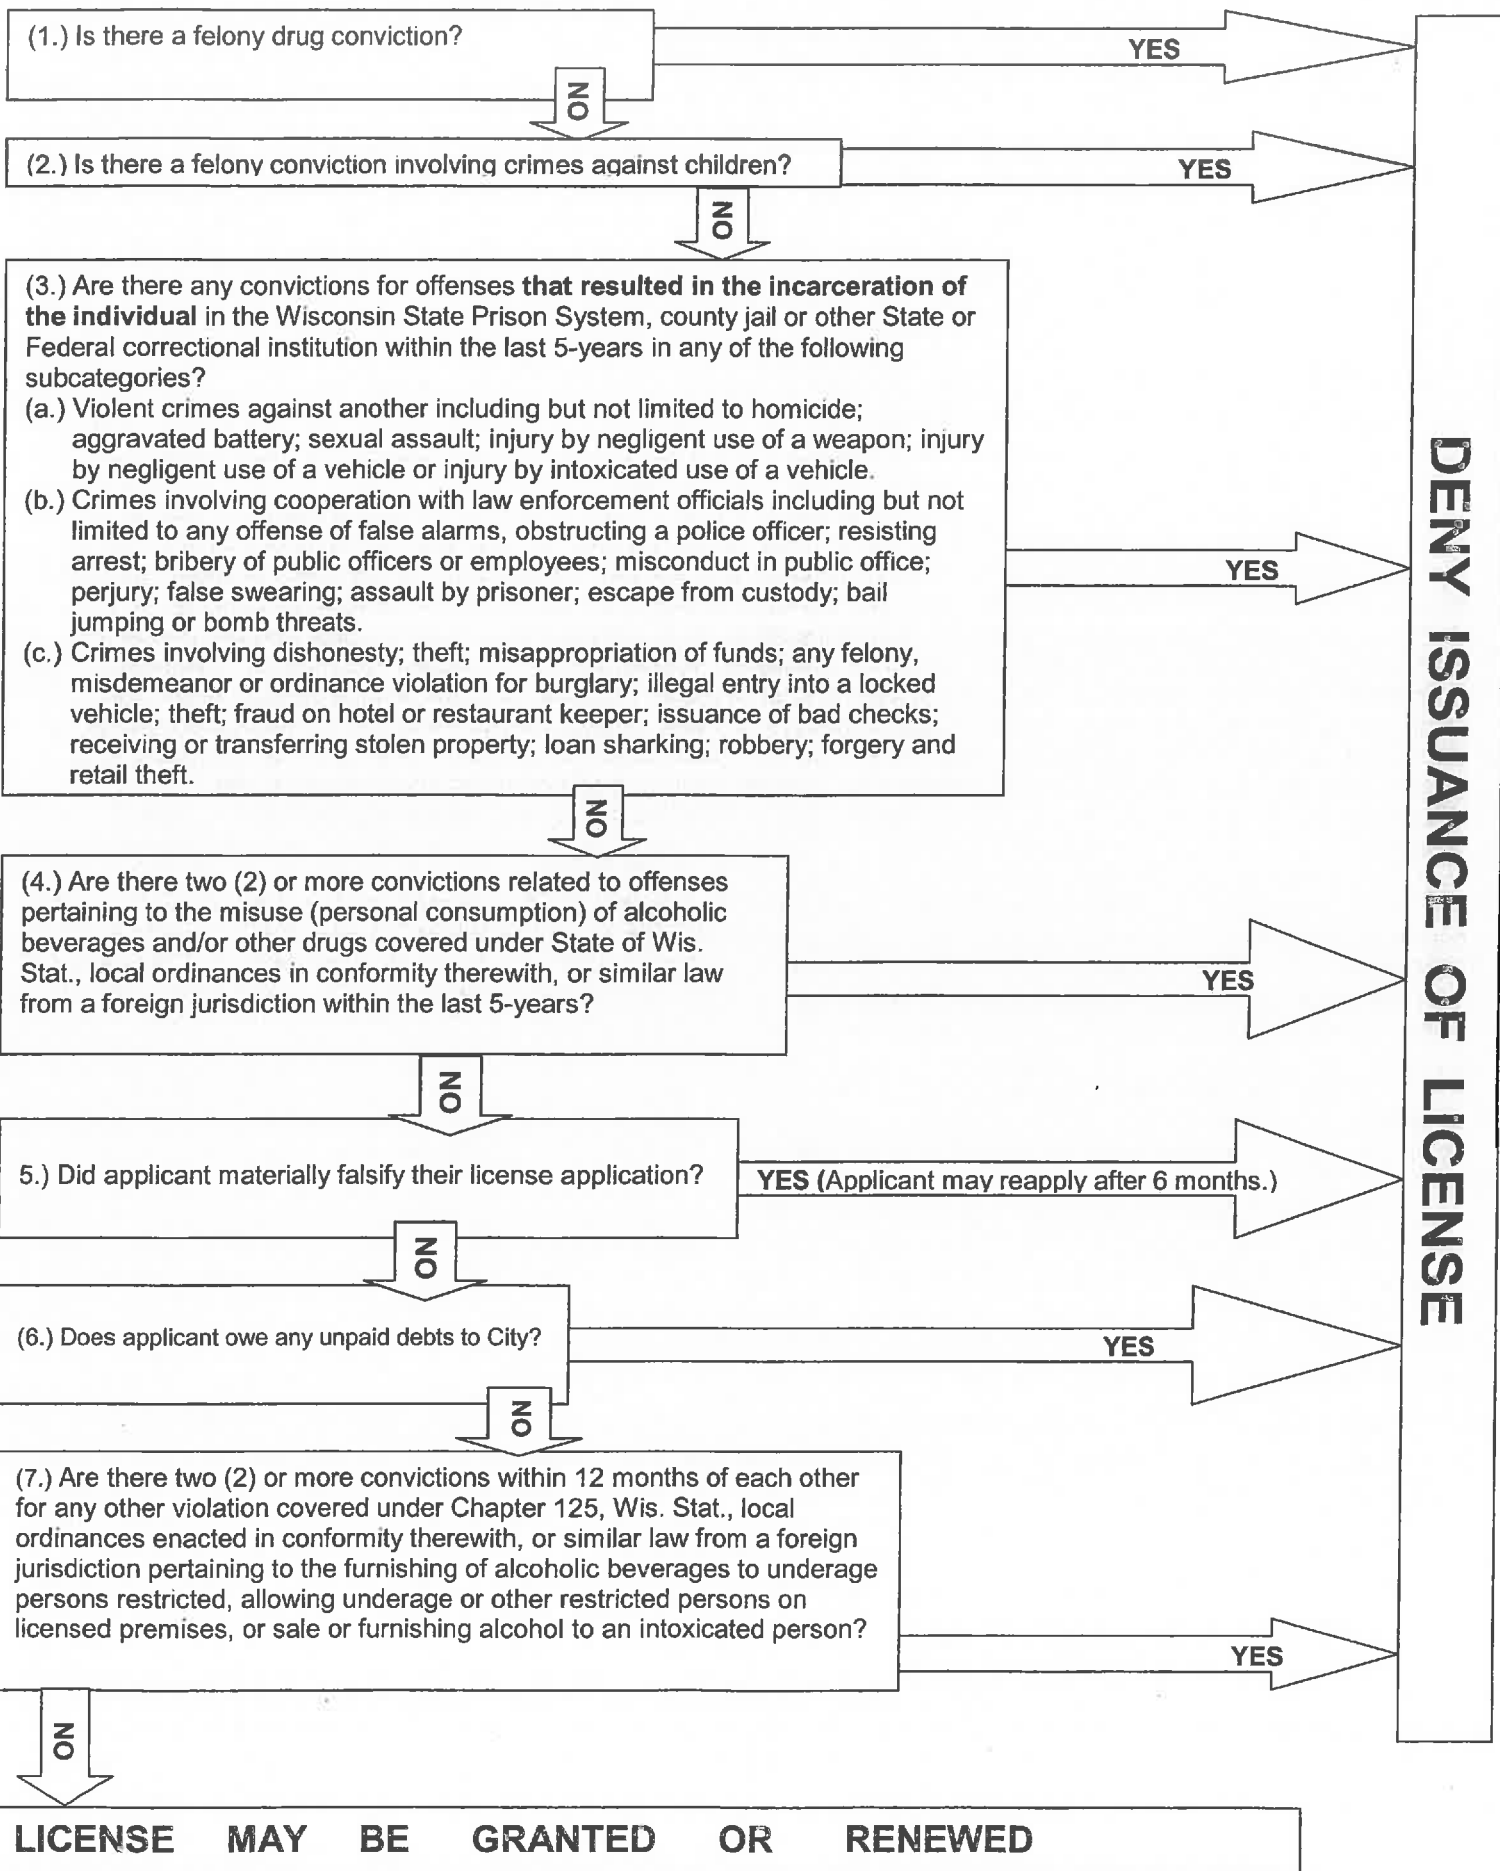 (1.) Is there a felony drug conviction?
YES
NO
(2.) Is there a felony conviction involving crimes against children?
YES
NO
(3.) Are there any convictions for offenses that resulted in the incarceration of
the individual in the Wisconsin State Prison System, county jail or other State or
Federal correctional institution within the last 5-years in any of the following
subcategories?
(a.) Violent crimes against another including but not limited to homicide;
aggravated battery; sexual assault; injury by negligent use of a weapon; injury
by negligent use of a vehicle or injury by intoxicated use of a vehicle.
(b.) Crimes involving cooperation with law enforcement officials including but not
limited to any offense of false alarms, obstructing a police officer; resisting
arrest; bribery of public officers or employees; misconduct in public office;
perjury; false swearing; assault by prisoner; escape from custody; bail
jumping or bomb threats.
(c.) Crimes involving dishonesty; theft; misappropriation of funds; any felony,
misdemeanor or ordinance violation for burglary; illegal entry into a locked
vehicle; theft; fraud on hotel or restaurant keeper; issuance of bad checks;
receiving or transferring stolen property; loan sharking; robbery; forgery and
retail theft.
YES
NO
(4.) Are there two (2) or more convictions related to offenses
pertaining to the misuse (personal consumption) of alcoholic
beverages and/or other drugs covered under State of Wis.
Stat., local ordinances in conformity therewith, or similar law
from a foreign jurisdiction within the last 5-years?
YES
NO
5.) Did applicant materially falsify their license application?
YES (Applicant may reapply after 6 months.)
NO
(6.) Does applicant owe any unpaid debts to City?
YES
NO
(7.) Are there two (2) or more convictions within 12 months of each other
for any other violation covered under Chapter 125, Wis. Stat., local
ordinances enacted in conformity therewith, or similar law from a foreign
jurisdiction pertaining to the furnishing of alcoholic beverages to underage
persons restricted, allowing underage or other restricted persons on
licensed premises, or sale or furnishing alcohol to an intoxicated person?
YES
NO
DENY ISSUANCE OF LICENSE
LICENSE MAY BE GRANTED OR RENEWED